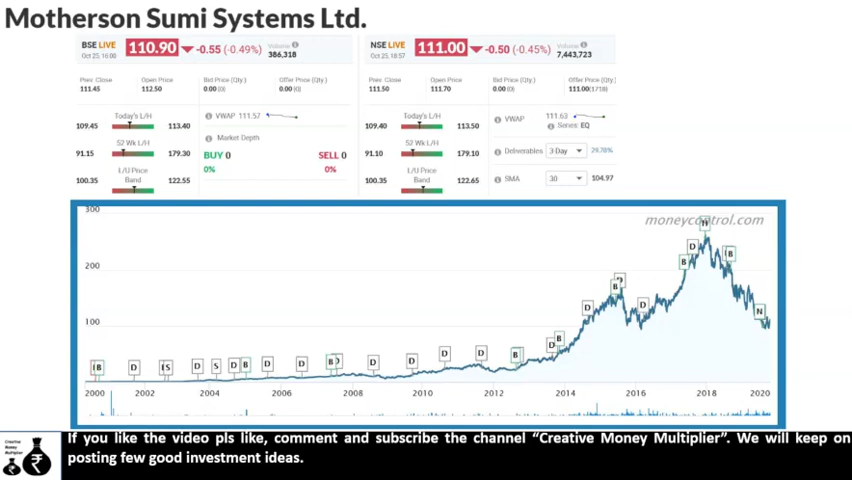 Motherson Sumi Systems Ltd.
BSE LIVE 110.90 -0.55 (-0.49%) Volume
Oct 25, 16:00 386,318
Prev. Close Open Price Bid Price (Qty.) Offer Price (Qty.)
111.45 112.50 0.00 (0) 0.00 (0)
Today's L/H
109.45 113.40
VWAP 111.57
Market Depth
52 Wk L/H
91.15 179.30
BUY 0 SELL 0
0% 0%
L/U Price
Band
100.35 122.55
NSE LIVE 111.00 -0.50 (-0.45%) Volume
Oct 25, 18:57 7,443,723
Prev. Close Open Price Bid Price (Qty.) Offer Price (Qty.)
111.50 111.70 0.00 (0) 111.00 (1718)
Today's L/H
109.40 113.50
VWAP 111.63
Series: EQ
52 Wk L/H
91.10 179.10
Deliverables 3-Day 29.78%
L/U Price
Band
100.35 122.65
SMA 30 104.97
moneycontrol.com
300
200
100
2000 2002 2004 2006 2008 2010 2012 2014 2016 2018 2020
Creative
Money
Multiplier
If you like the video pls like, comment and subscribe the channel “Creative Money Multiplier”. We will keep on
posting few good investment ideas.